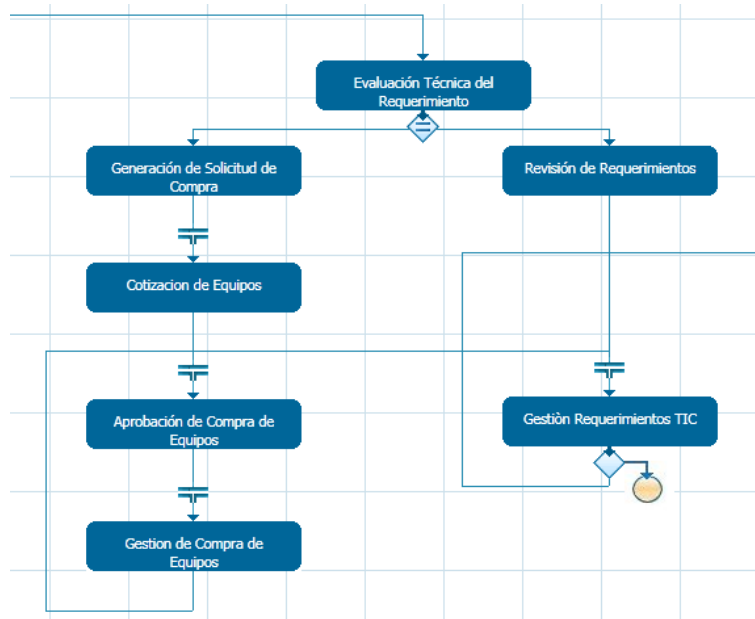 Evaluación Técnica del
Requerimiento
Generación de Solicitud de
Compra
Revisión de Requerimientos
Cotizacion de Equipos
Aprobación de Compra de
Equipos
Gestiòn Requerimientos TIC
Gestion de Compra de
Equipos